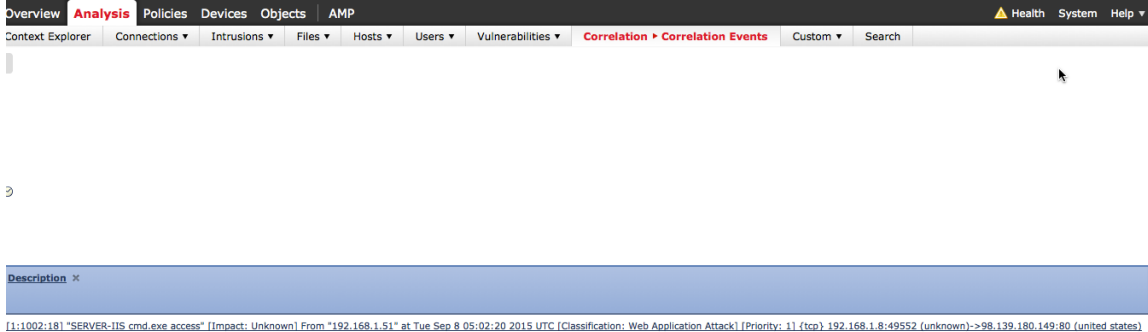 Overview Analysis Policies Devices Objects AMP Health System Help
Context Explorer Connections Intrusions Files Hosts Users Vulnerabilities Correlation Correlation Events Custom Search
Description
[1:1002:18] "SERVER-IIS cmd.exe access" [Impact: Unknown] From "192.168.1.51" at Tue Sep 8 05:02:20 2015 UTC [Classification: Web Application Attack] [Priority: 1] {tcp} 192.168.1.8:49552 (unknown)->98.139.180.149:80 (united states)